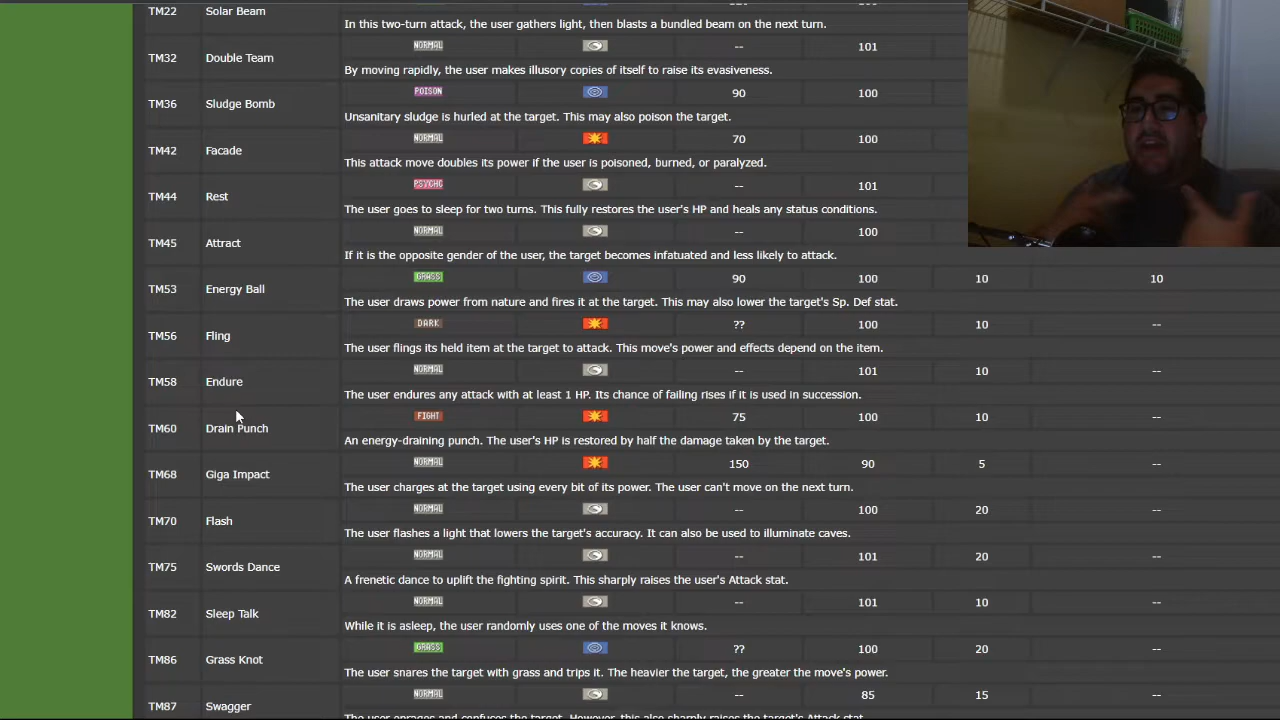 TM22 Solar Beam
In this two-turn attack, the user gathers light, then blasts a bundled beam on the next turn.
TM32 Double Team NORMAL -- 101
By moving rapidly, the user makes illusory copies of itself to raise its evasiveness.
TM36 Sludge Bomb POISON 90 100
Unsanitary sludge is hurled at the target. This may also poison the target.
TM42 Facade NORMAL 70 100
This attack move doubles its power if the user is poisoned, burned, or paralyzed.
TM44 Rest PSYCHC -- 101
The user goes to sleep for two turns. This fully restores the user's HP and heals any status conditions.
TM45 Attract NORMAL -- 100
If it is the opposite gender of the user, the target becomes infatuated and less likely to attack.
TM53 Energy Ball GRASS 90 100 10 10
The user draws power from nature and fires it at the target. This may also lower the target's Sp. Def stat.
TM56 Fling DARK ?? 100 10 --
The user flings its held item at the target to attack. This move's power and effects depend on the item.
TM58 Endure NORMAL -- 101 10 --
The user endures any attack with at least 1 HP. Its chance of failing rises if it is used in succession.
TM60 Drain Punch FIGHT 75 100 10 --
An energy-draining punch. The user's HP is restored by half the damage taken by the target.
TM68 Giga Impact NORMAL 150 90 5 --
The user charges at the target using every bit of its power. The user can't move on the next turn.
TM70 Flash NORMAL -- 100 20 --
The user flashes a light that lowers the target's accuracy. It can also be used to illuminate caves.
TM75 Swords Dance NORMAL -- 101 20 --
A frenetic dance to uplift the fighting spirit. This sharply raises the user's Attack stat.
TM82 Sleep Talk NORMAL -- 101 10 --
While it is asleep, the user randomly uses one of the moves it knows.
TM86 Grass Knot GRASS ?? 100 20 --
The user snares the target with grass and trips it. The heavier the target, the greater the move's power.
TM87 Swagger NORMAL -- 85 15 --
The user enrages and confuses the target. However, this also sharply raises the target's Attack stat.